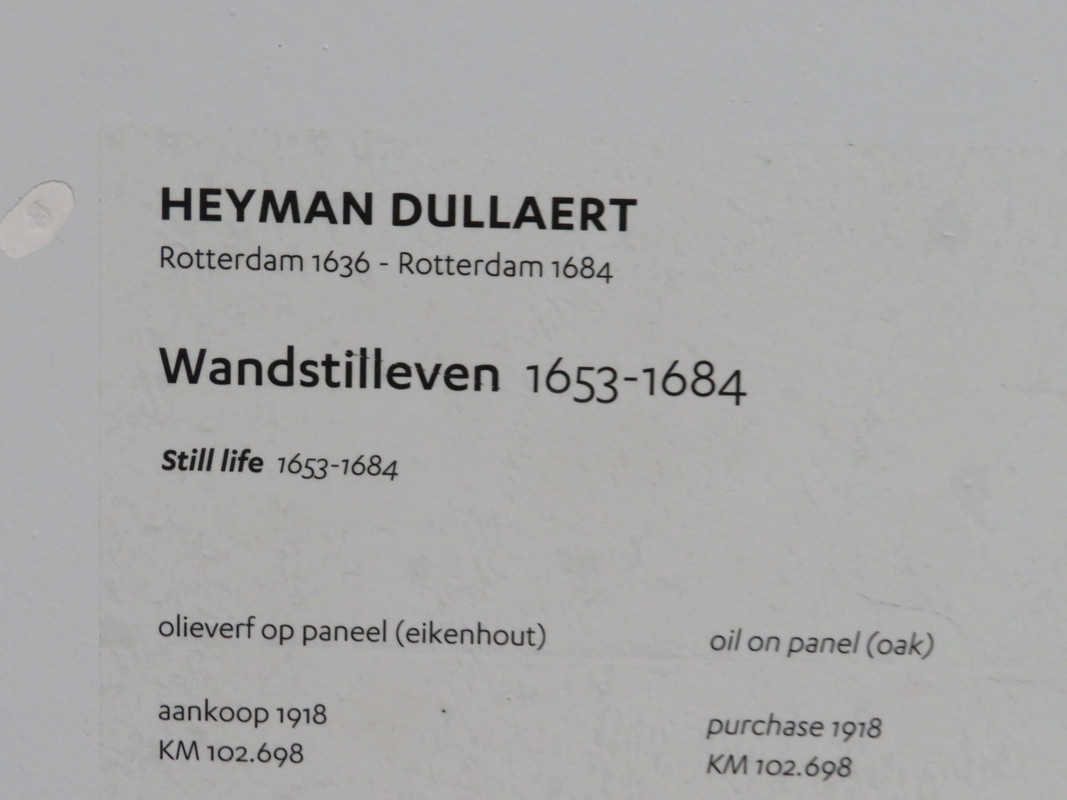 HEYMAN DULLAERT
Rotterdam 1636 - Rotterdam 1684
Wandstilleven 1653-1684
Still life 1653-1684
olieverf op paneel (eikenhout)
oil on panel (oak)
aankoop 1918
KM 102.698
purchase 1918
KM 102.698